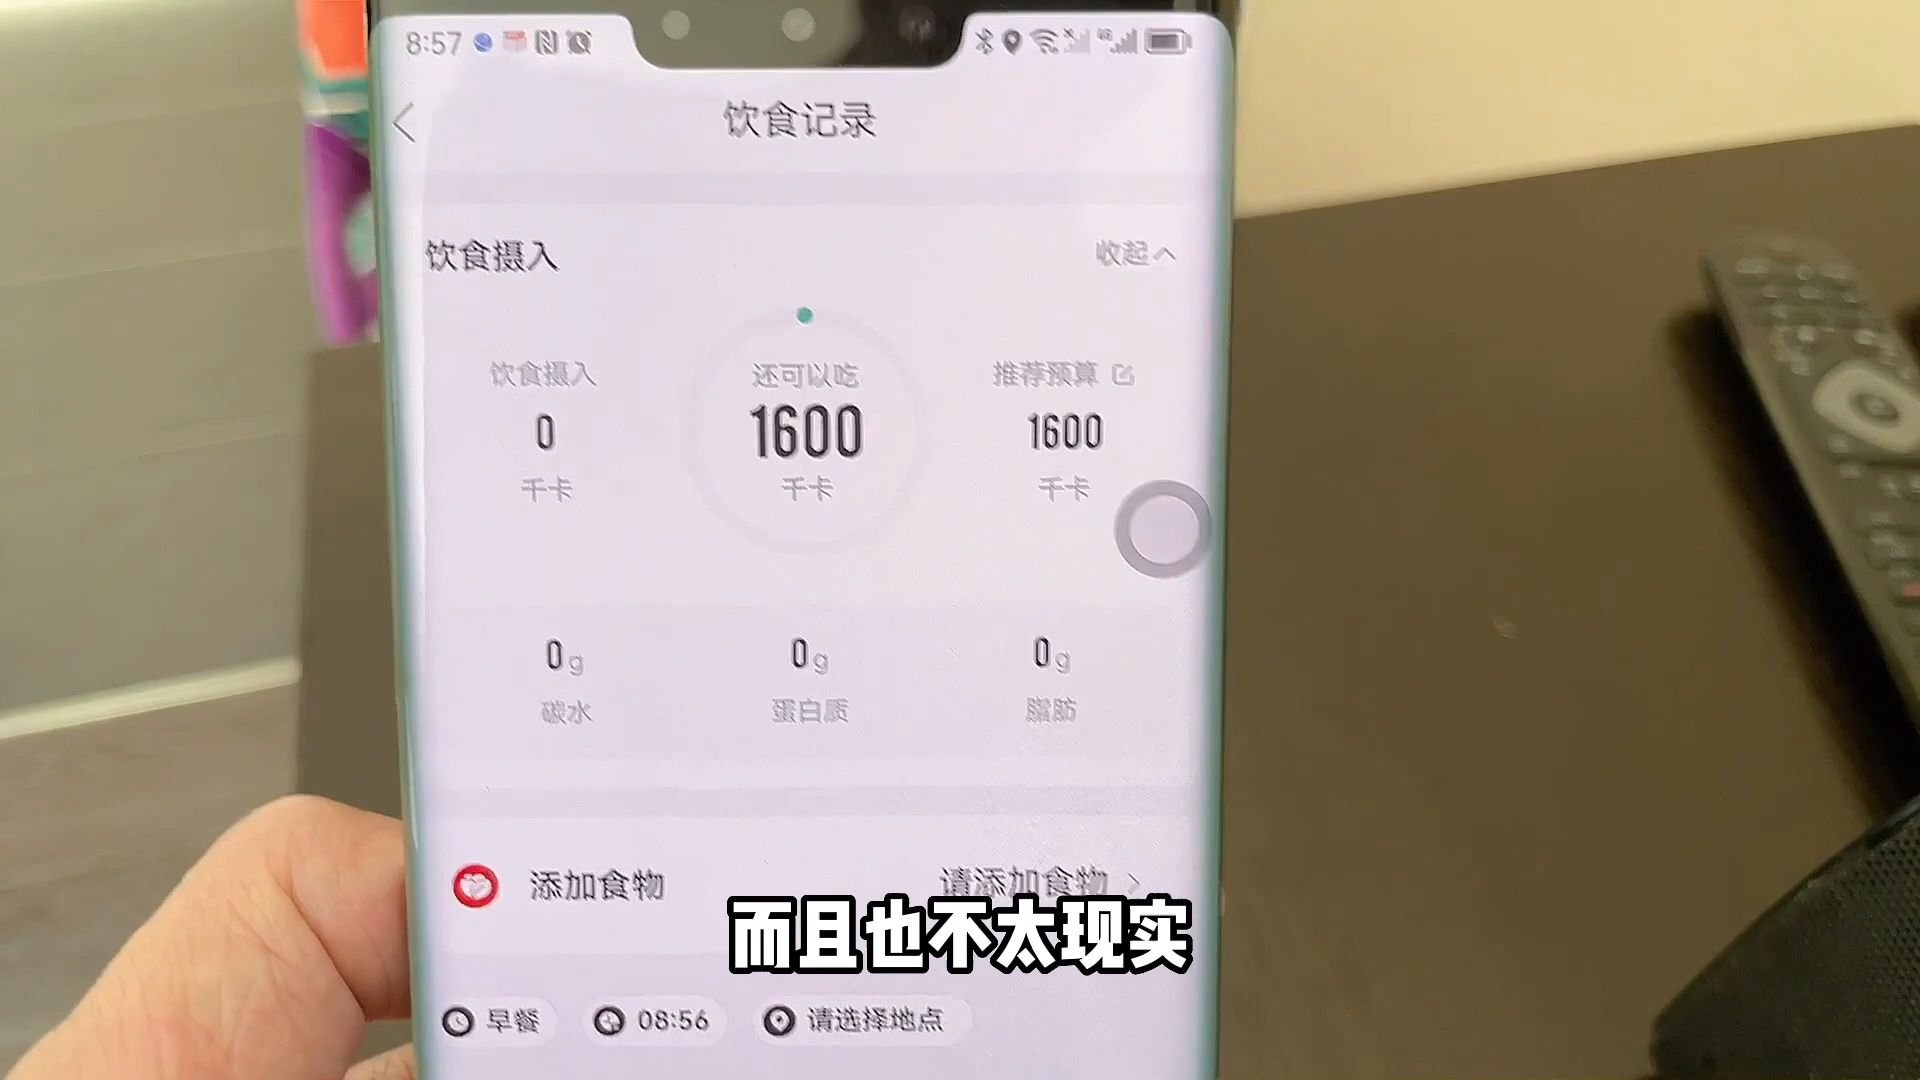 8:57
饮食记录
饮食摄入
收起
饮食摄入
还可以吃
推荐预算
0
1600
1600
千卡
千卡
千卡
0g
0g
0g
碳水
蛋白质
脂肪
添加食物
请添加食物
而且也不太现实
早餐
08:56
请选择地点